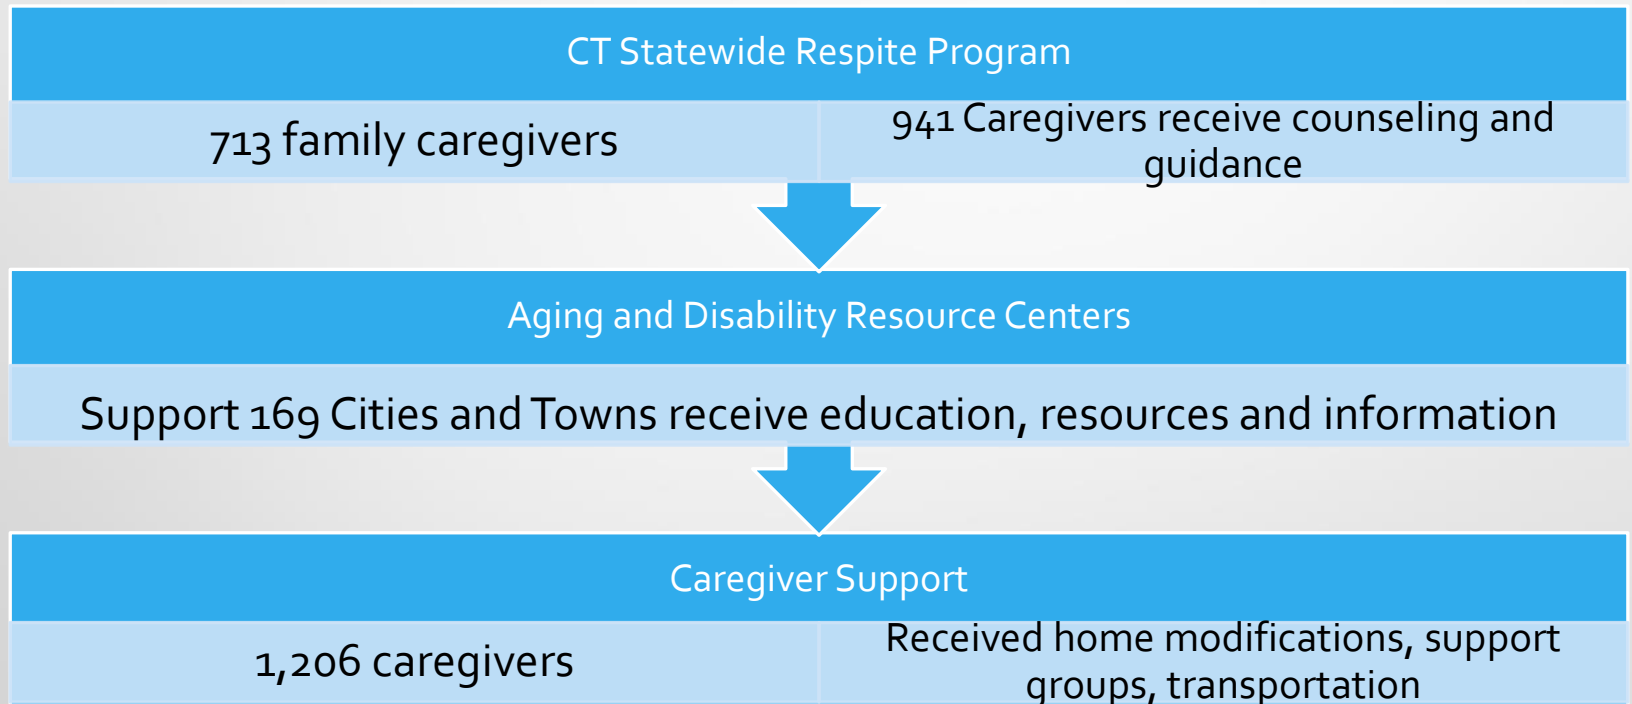 CT Statewide Respite Program
713 family caregivers
941 Caregivers receive counseling and
guidance
Aging and Disability Resource Centers
Support 169 Cities and Towns receive education, resources and information
Caregiver Support
1,206 caregivers
Received home modifications, support
groups, transportation